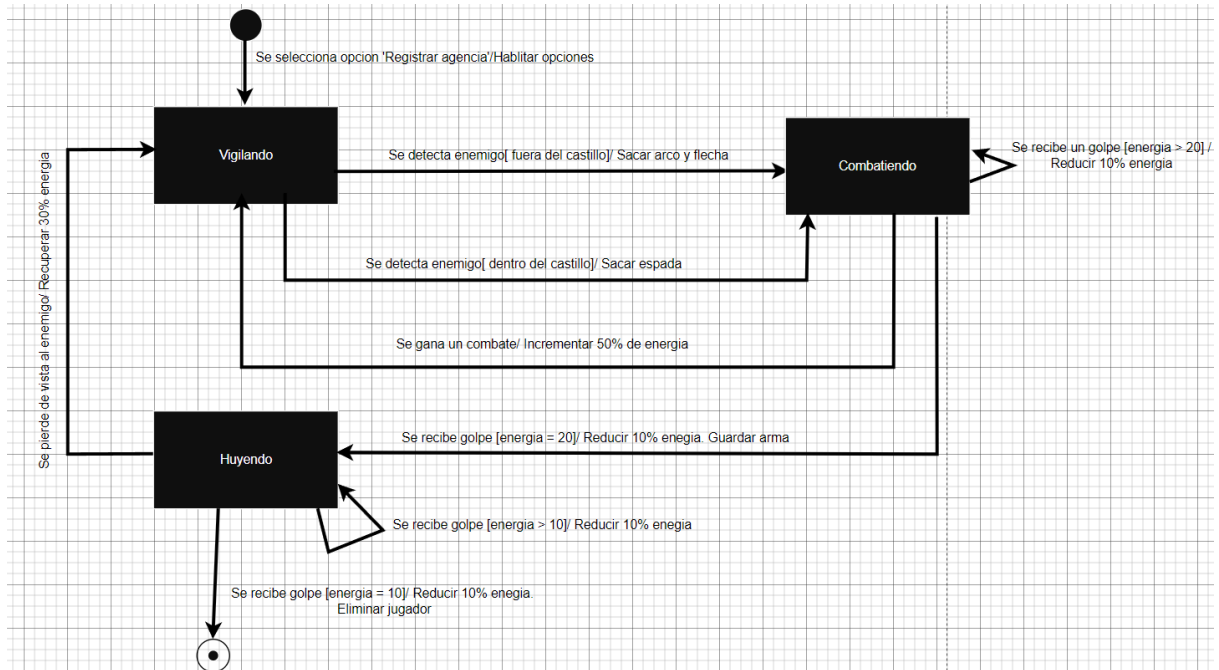 Se selecciona opcion 'Registrar agencia'/Hablitar opciones
Vigilando
Se detecta enemigo[ fuera del castillo]/ Sacar arco y flecha
Combatiendo
Se recibe un golpe [energia > 20] /
Reducir 10% energia
Se detecta enemigo[ dentro del castillo]/ Sacar espada
Se gana un combate/ Incrementar 50% de energia
Se pierde de vista al enemigo/ Recuperar 30% energia
Se recibe golpe [energia = 20]/ Reducir 10% enegia. Guardar arma
Huyendo
Se recibe golpe [energia > 10]/ Reducir 10% enegia
Se recibe golpe [energia = 10]/ Reducir 10% enegia.
Eliminar jugador